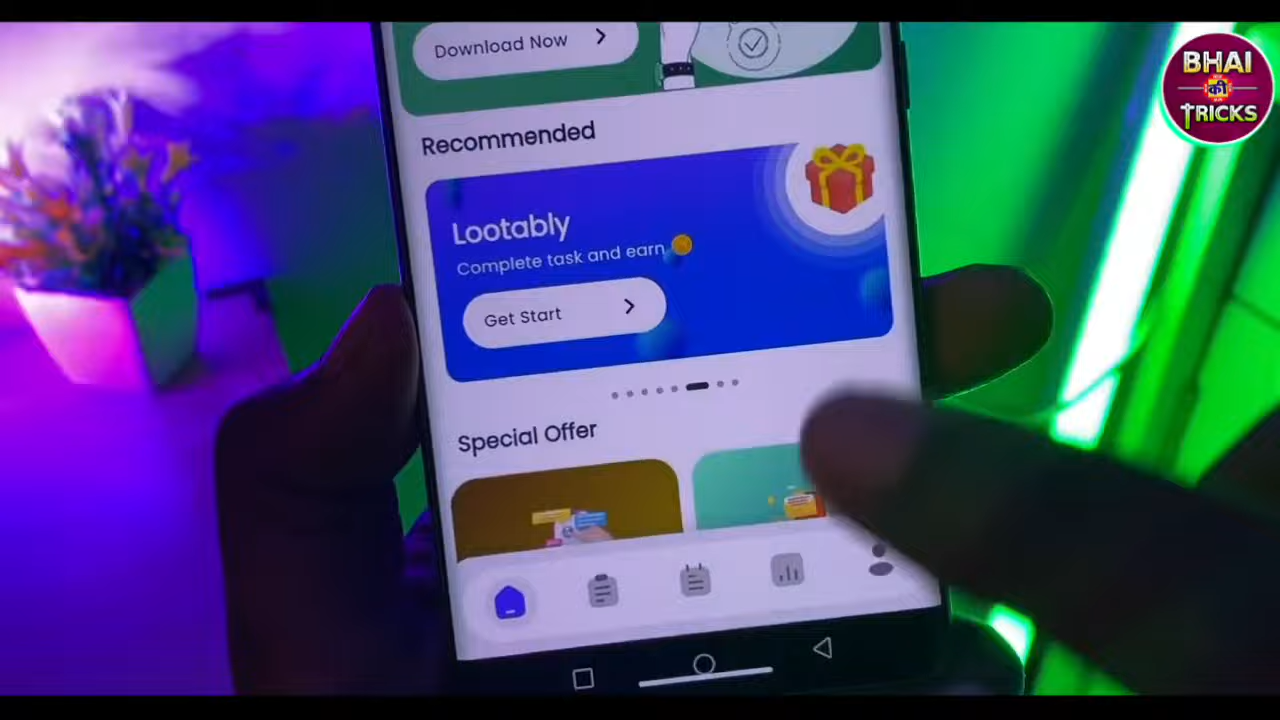 Download Now
BHAI
की
TRICKS
Recommended
Lootably
Complete task and earn
Get Start
Special Offer